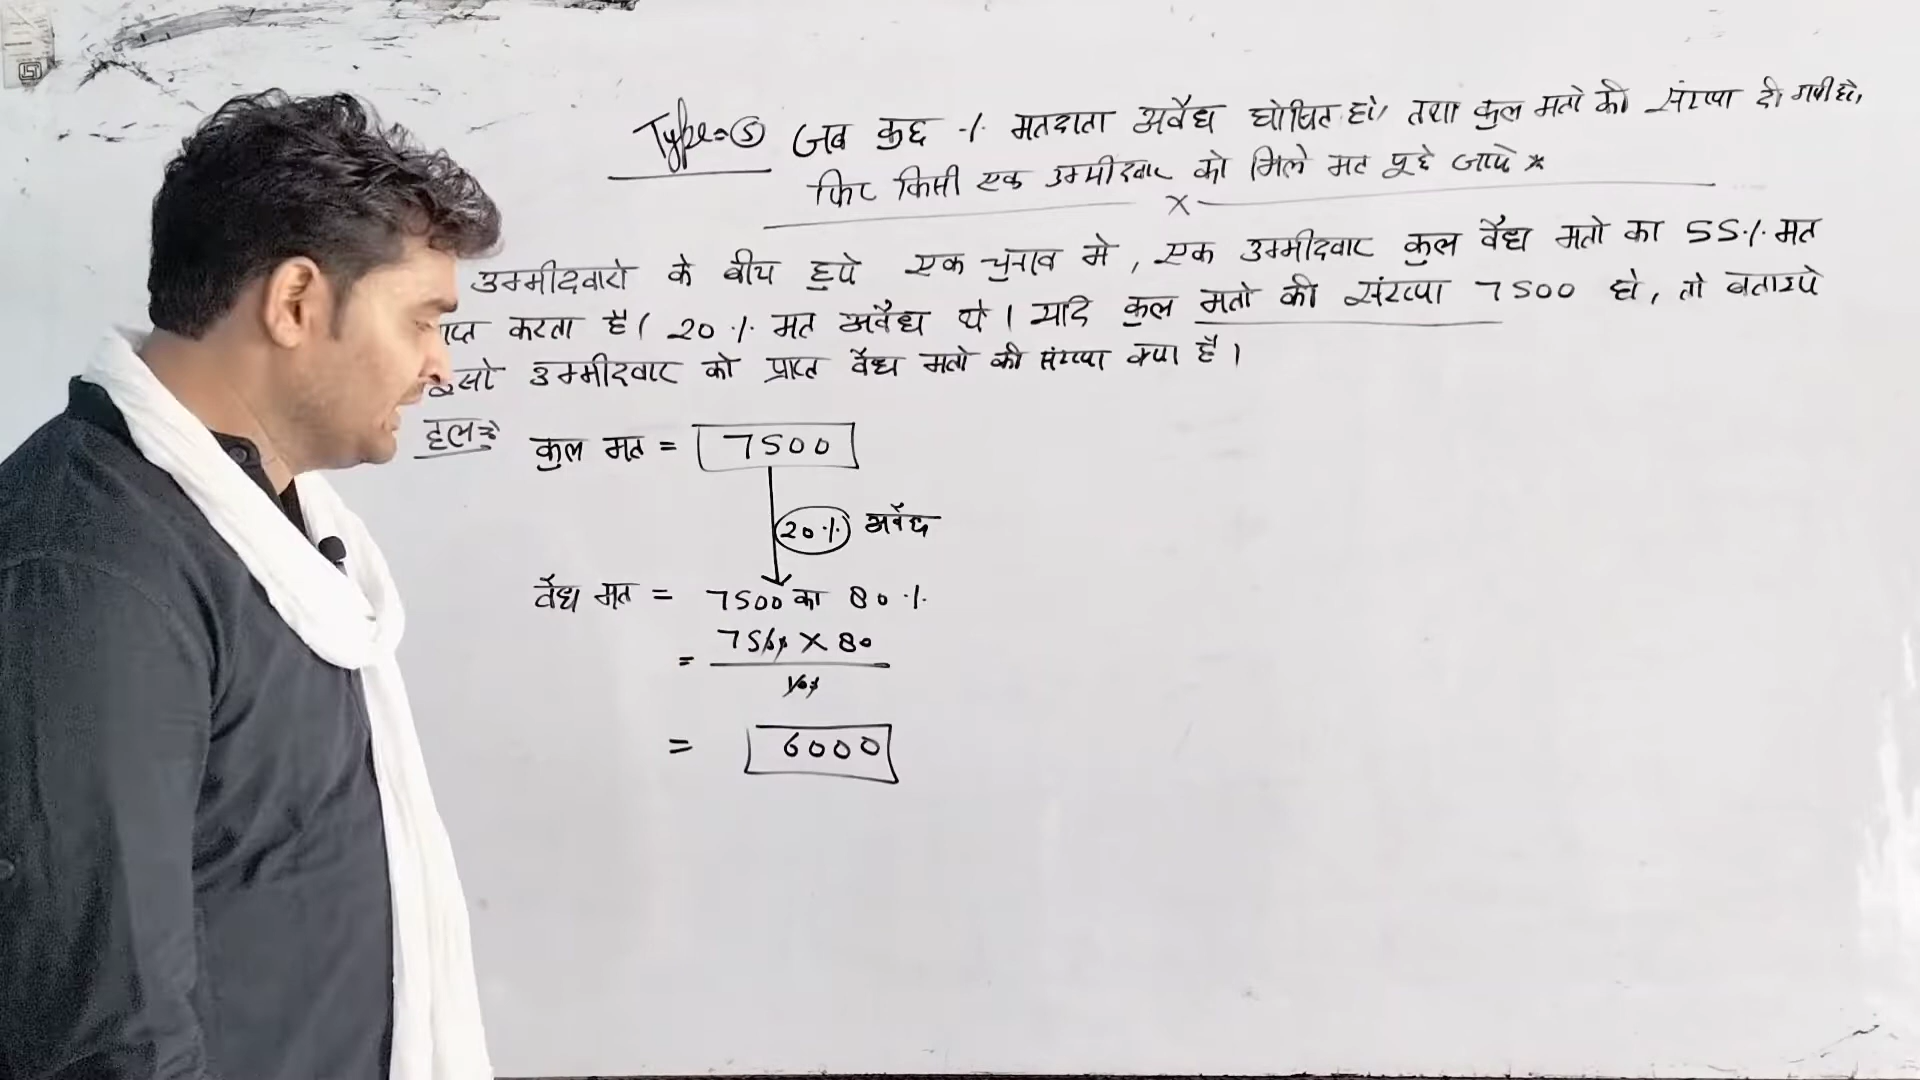 Type-⑤ जब कुछ % मतदाता अवैध घोषित हो, तथा कुल मतो की संख्या दी गयी हो,
फिर किसी एक उम्मीदवार को मिले मत पूछे जाये *
x
उम्मीदवारो के बीच हुये एक चुनाव मे, एक उम्मीदवार कुल वैध मतो का 55% मत
करता है। 20% मत अवैध थे। यदि कुल मतो की संख्या 7500 हो, तो बताइये
उम्मीदवार को प्राप्त वैध मतो की संख्या क्या है।
हल→ कुल मत = 7500
20% अवैध
वैध मत = 7500 का 80%
= 7500 x 80
100
= 6000